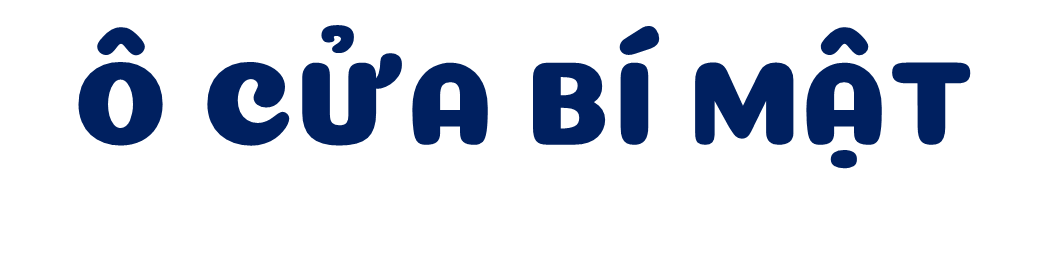 Ô CỬA BÍ MẬT